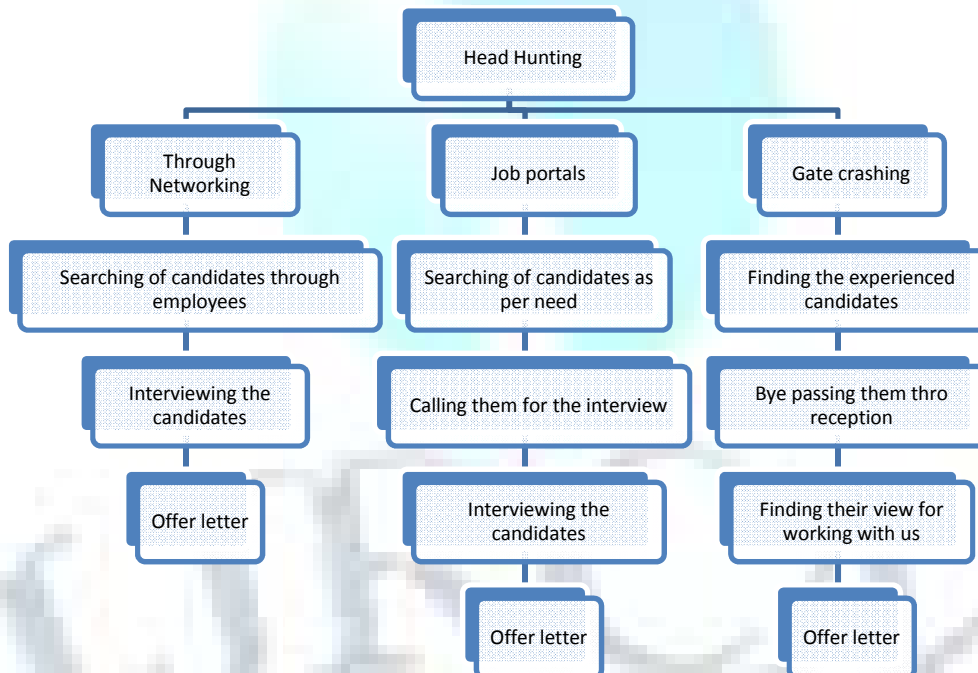 Head Hunting
Through
Networking
Job portals
Gate crashing
Searching of candidates through
employees
Searching of candidates as
per need
Finding the experienced
candidates
Interviewing the
candidates
Calling them for the interview
Bye passing them thro
reception
Offer letter
Interviewing the
candidates
Finding their view for
working with us
Offer letter
Offer letter